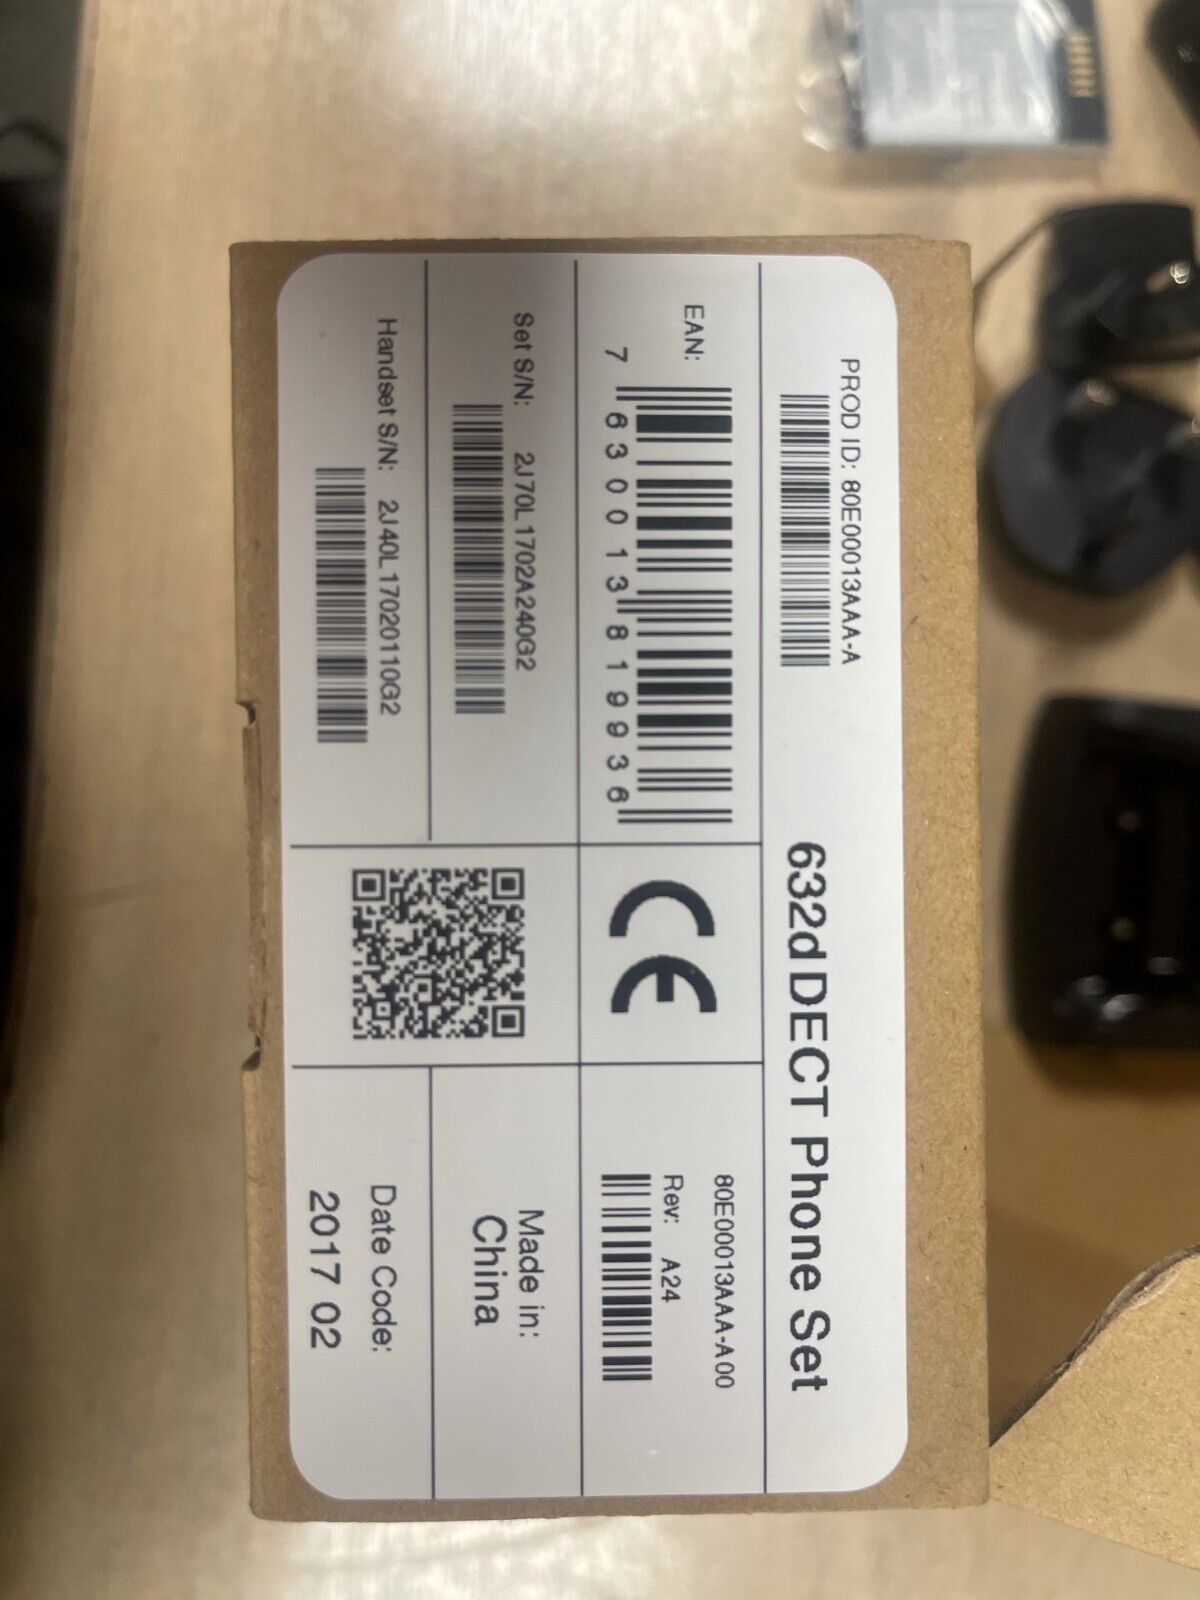 PROD ID: 80E00013AAA-A
632d DECT Phone Set
EAN:
7 630013 819936
CE
80E00013AAA-A00
Rev: A24
Set S/N: 2J70L1702A240G2
Made in:
China
Handset S/N: 2J40L17020110G2
Date Code:
2017 02